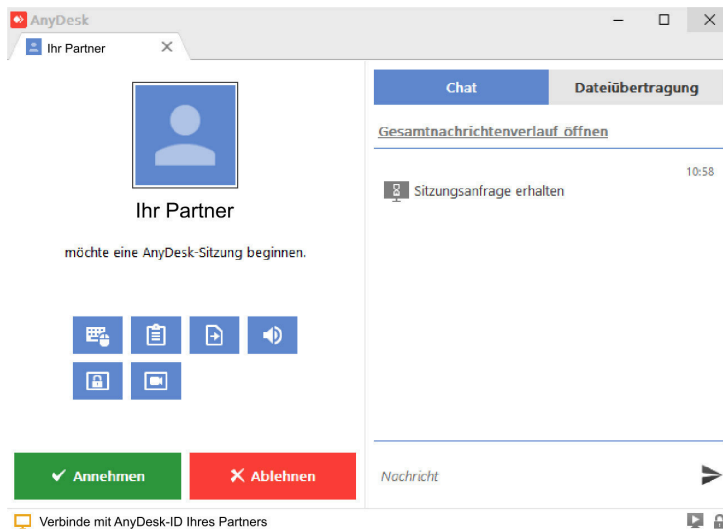 AnyDesk
Ihr Partner
Ihr Partner
möchte eine AnyDesk-Sitzung beginnen.
Annehmen
Ablehnen
Chat
Dateiübertragung
Gesamtnachrichtenverlauf öffnen
10:58
Sitzungsanfrage erhalten
Nachricht
Verbinde mit AnyDesk-ID Ihres Partners